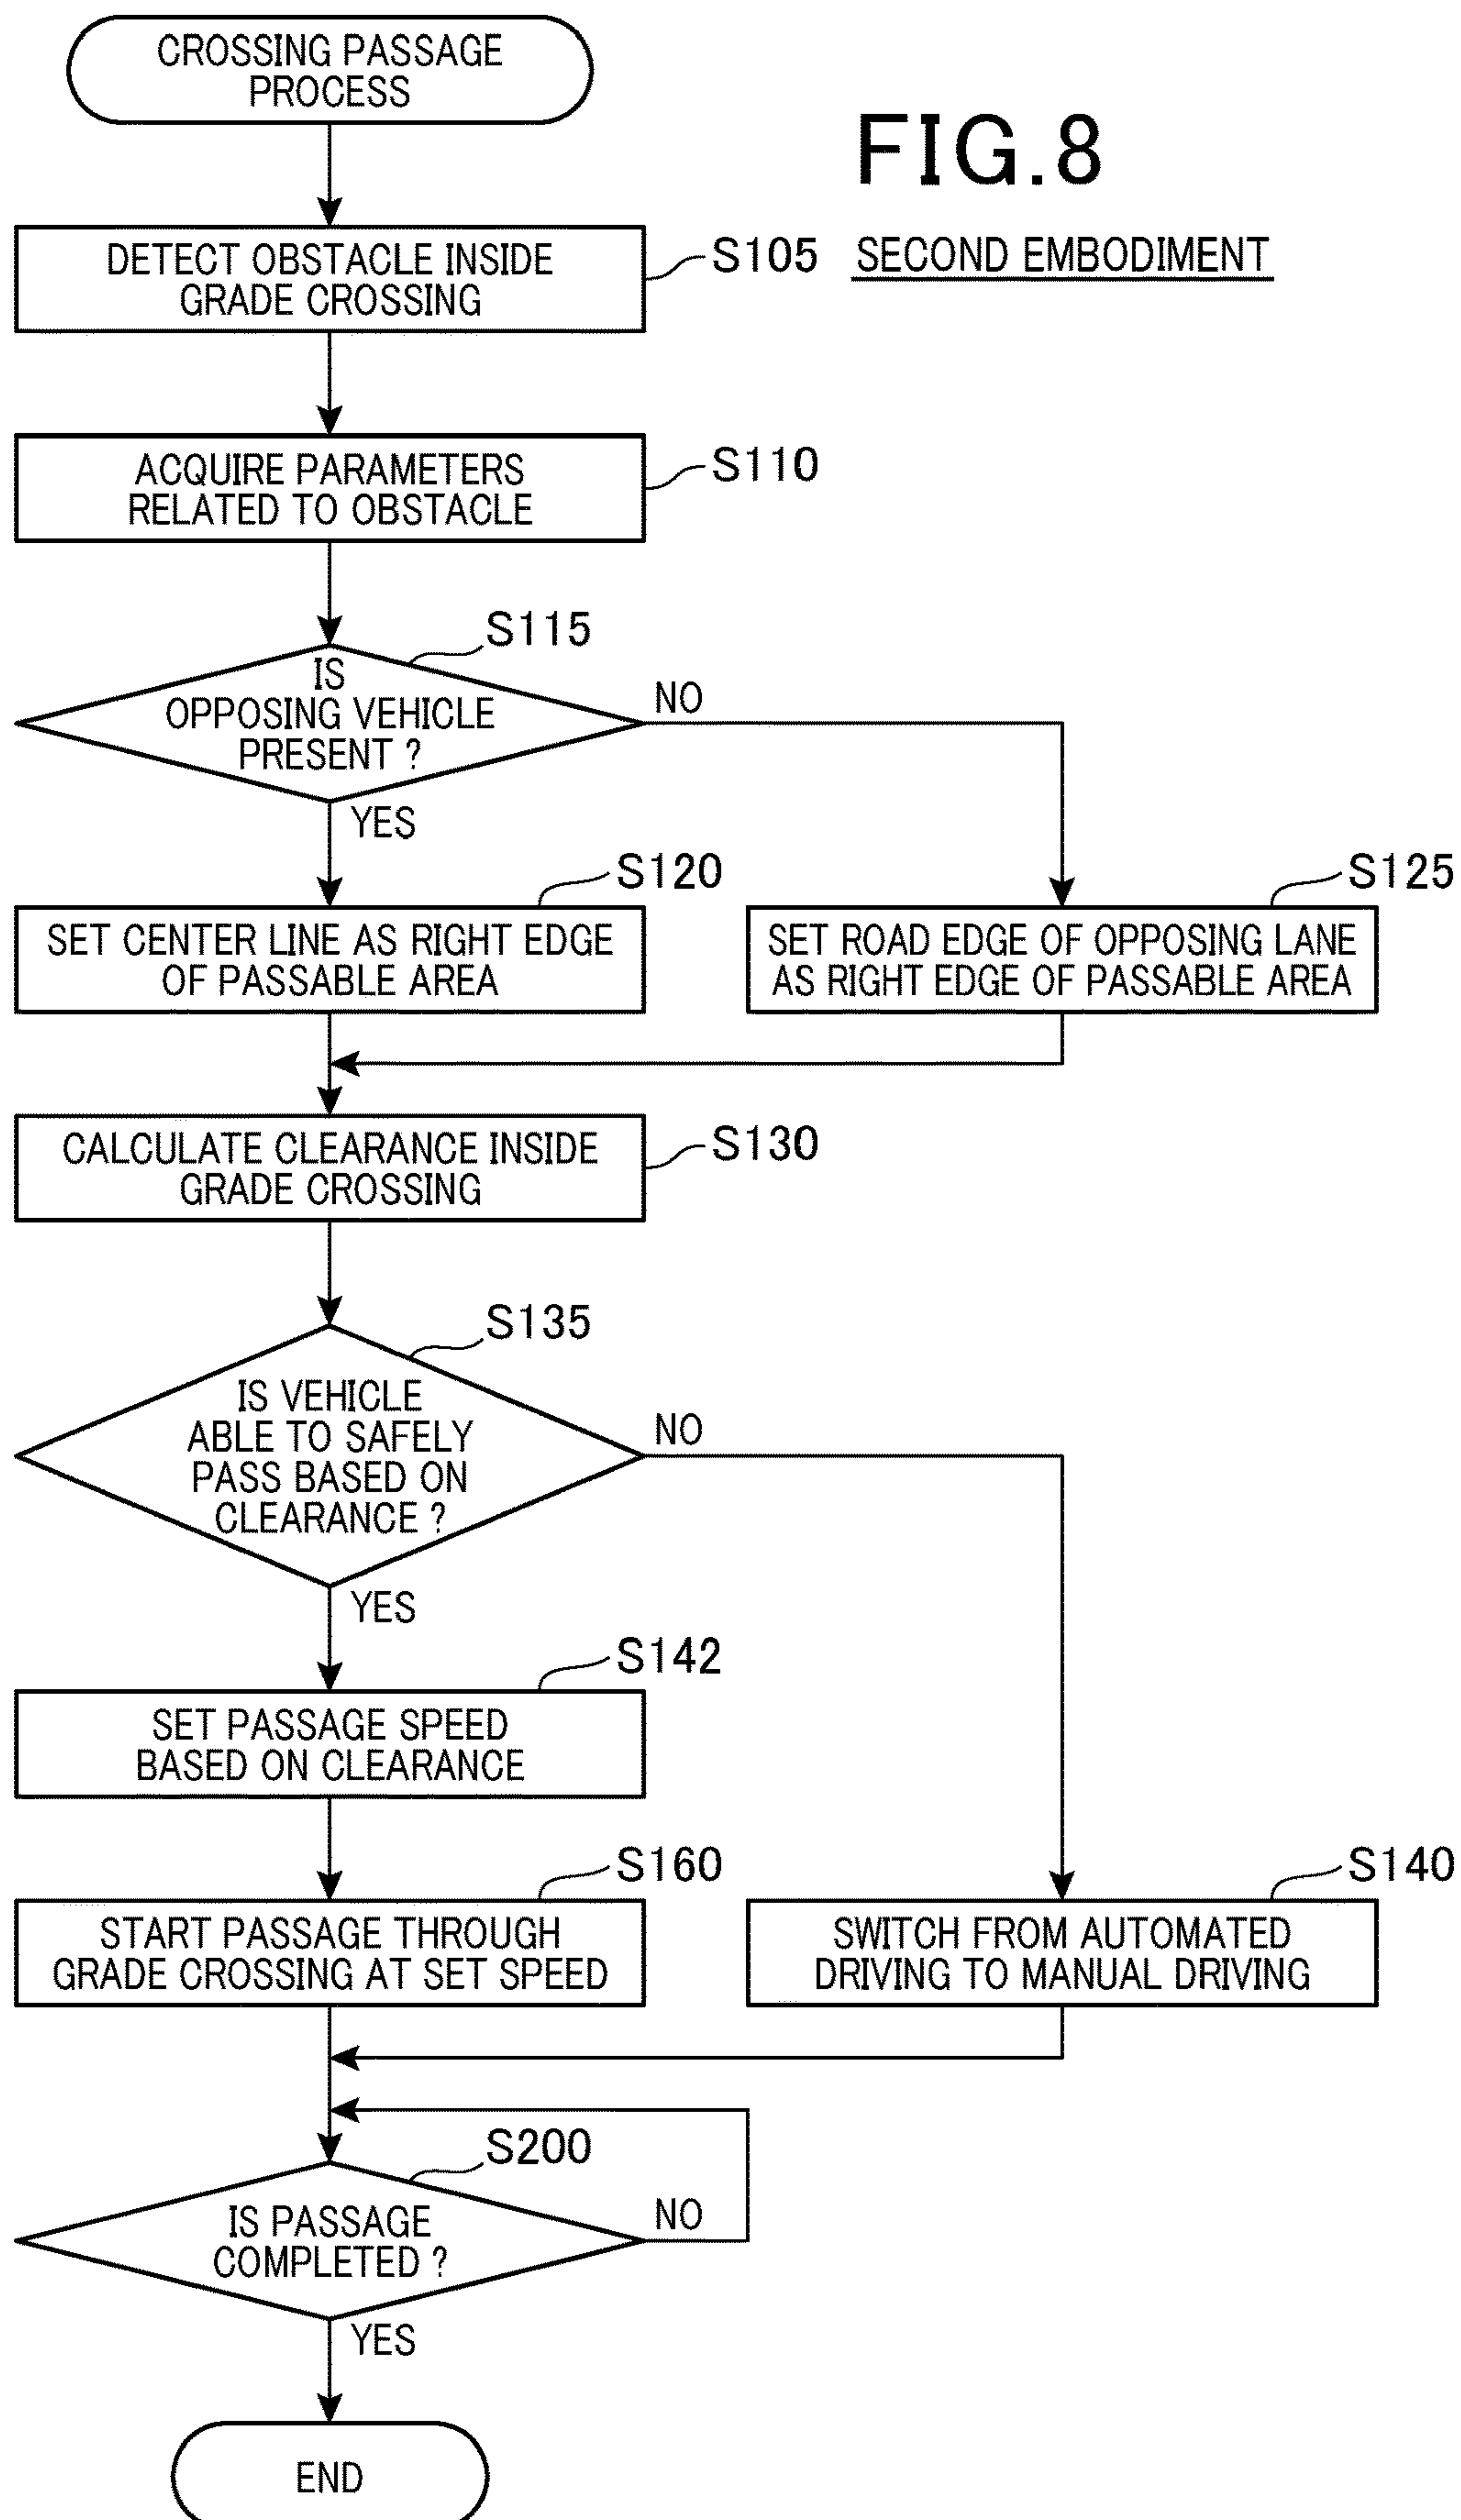 CROSSING PASSAGE
PROCESS
FIG.8
SECOND EMBODIMENT
DETECT OBSTACLE INSIDE
GRADE CROSSING
S105
ACQUIRE PARAMETERS
RELATED TO OBSTACLE
S110
S115
IS
OPPOSING VEHICLE
PRESENT ?
NO
YES
S120
SET CENTER LINE AS RIGHT EDGE
OF PASSABLE AREA
S125
SET ROAD EDGE OF OPPOSING LANE
AS RIGHT EDGE OF PASSABLE AREA
CALCULATE CLEARANCE INSIDE
GRADE CROSSING
S130
S135
IS VEHICLE
ABLE TO SAFELY
PASS BASED ON
CLEARANCE ?
NO
YES
S142
SET PASSAGE SPEED
BASED ON CLEARANCE
S160
START PASSAGE THROUGH
GRADE CROSSING AT SET SPEED
S140
SWITCH FROM AUTOMATED
DRIVING TO MANUAL DRIVING
S200
IS PASSAGE
COMPLETED ?
NO
YES
END